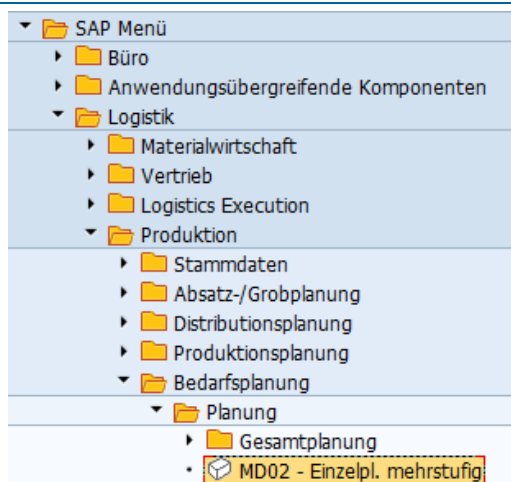 SAP Menü
Büro
Anwendungsübergreifende Komponenten
Logistik
Materialwirtschaft
Vertrieb
Logistics Execution
Produktion
Stammdaten
Absatz-/Grobplanung
Distributionsplanung
Produktionsplanung
Bedarfsplanung
Planung
Gesamtplanung
MD02 - Einzelpl. mehrstufig